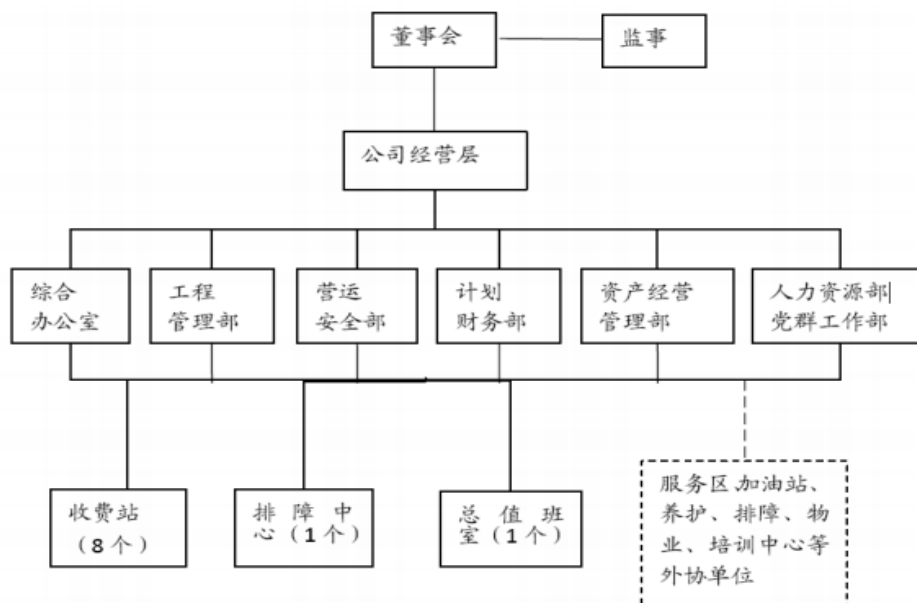 董事会
监事
公司经营层
综合
办公室
工程
管理部
营运
安全部
计划
财务部
资产经营
管理部
人力资源部
党群工作部
收费站
（8个）
排障中
心（1个）
总值班
室（1个）
服务区加油站、
养护、排障、物
业、培训中心等
外协单位